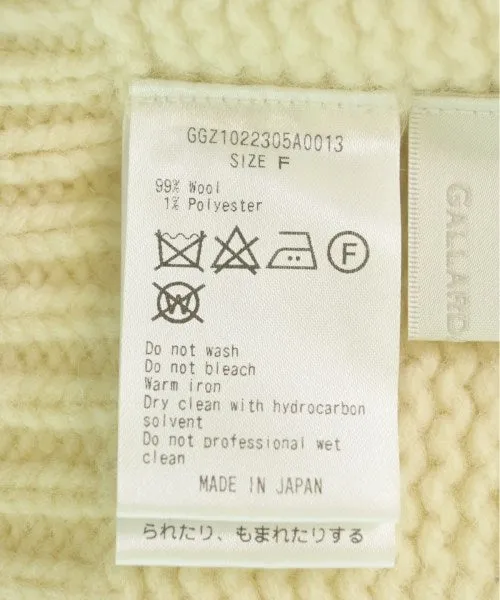 GGZ1022305A0013
SIZE F
99% Wool
1% Polyester
F
W
Do not wash
Do not bleach
Warm iron
Dry clean with hydrocarbon
solvent
Do not professional wet
clean
MADE IN JAPAN
られたり、もまれたりする
GALLARD